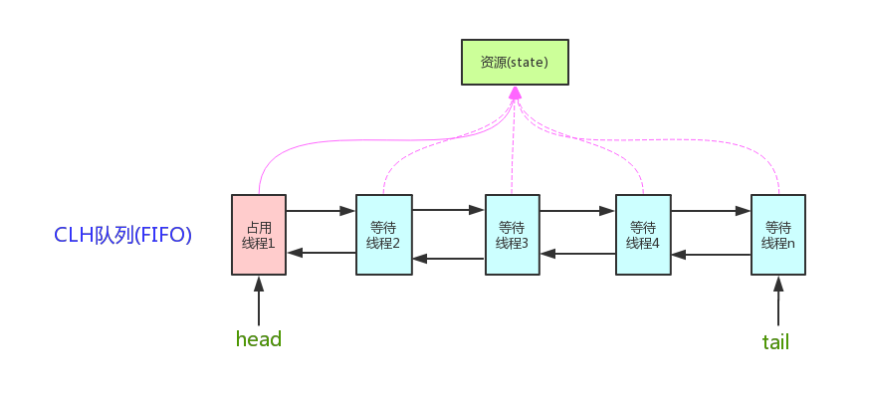 资源(state)
CLH队列(FIFO)
占用
线程1
等待
线程2
等待
线程3
等待
线程4
等待
线程n
head
tail